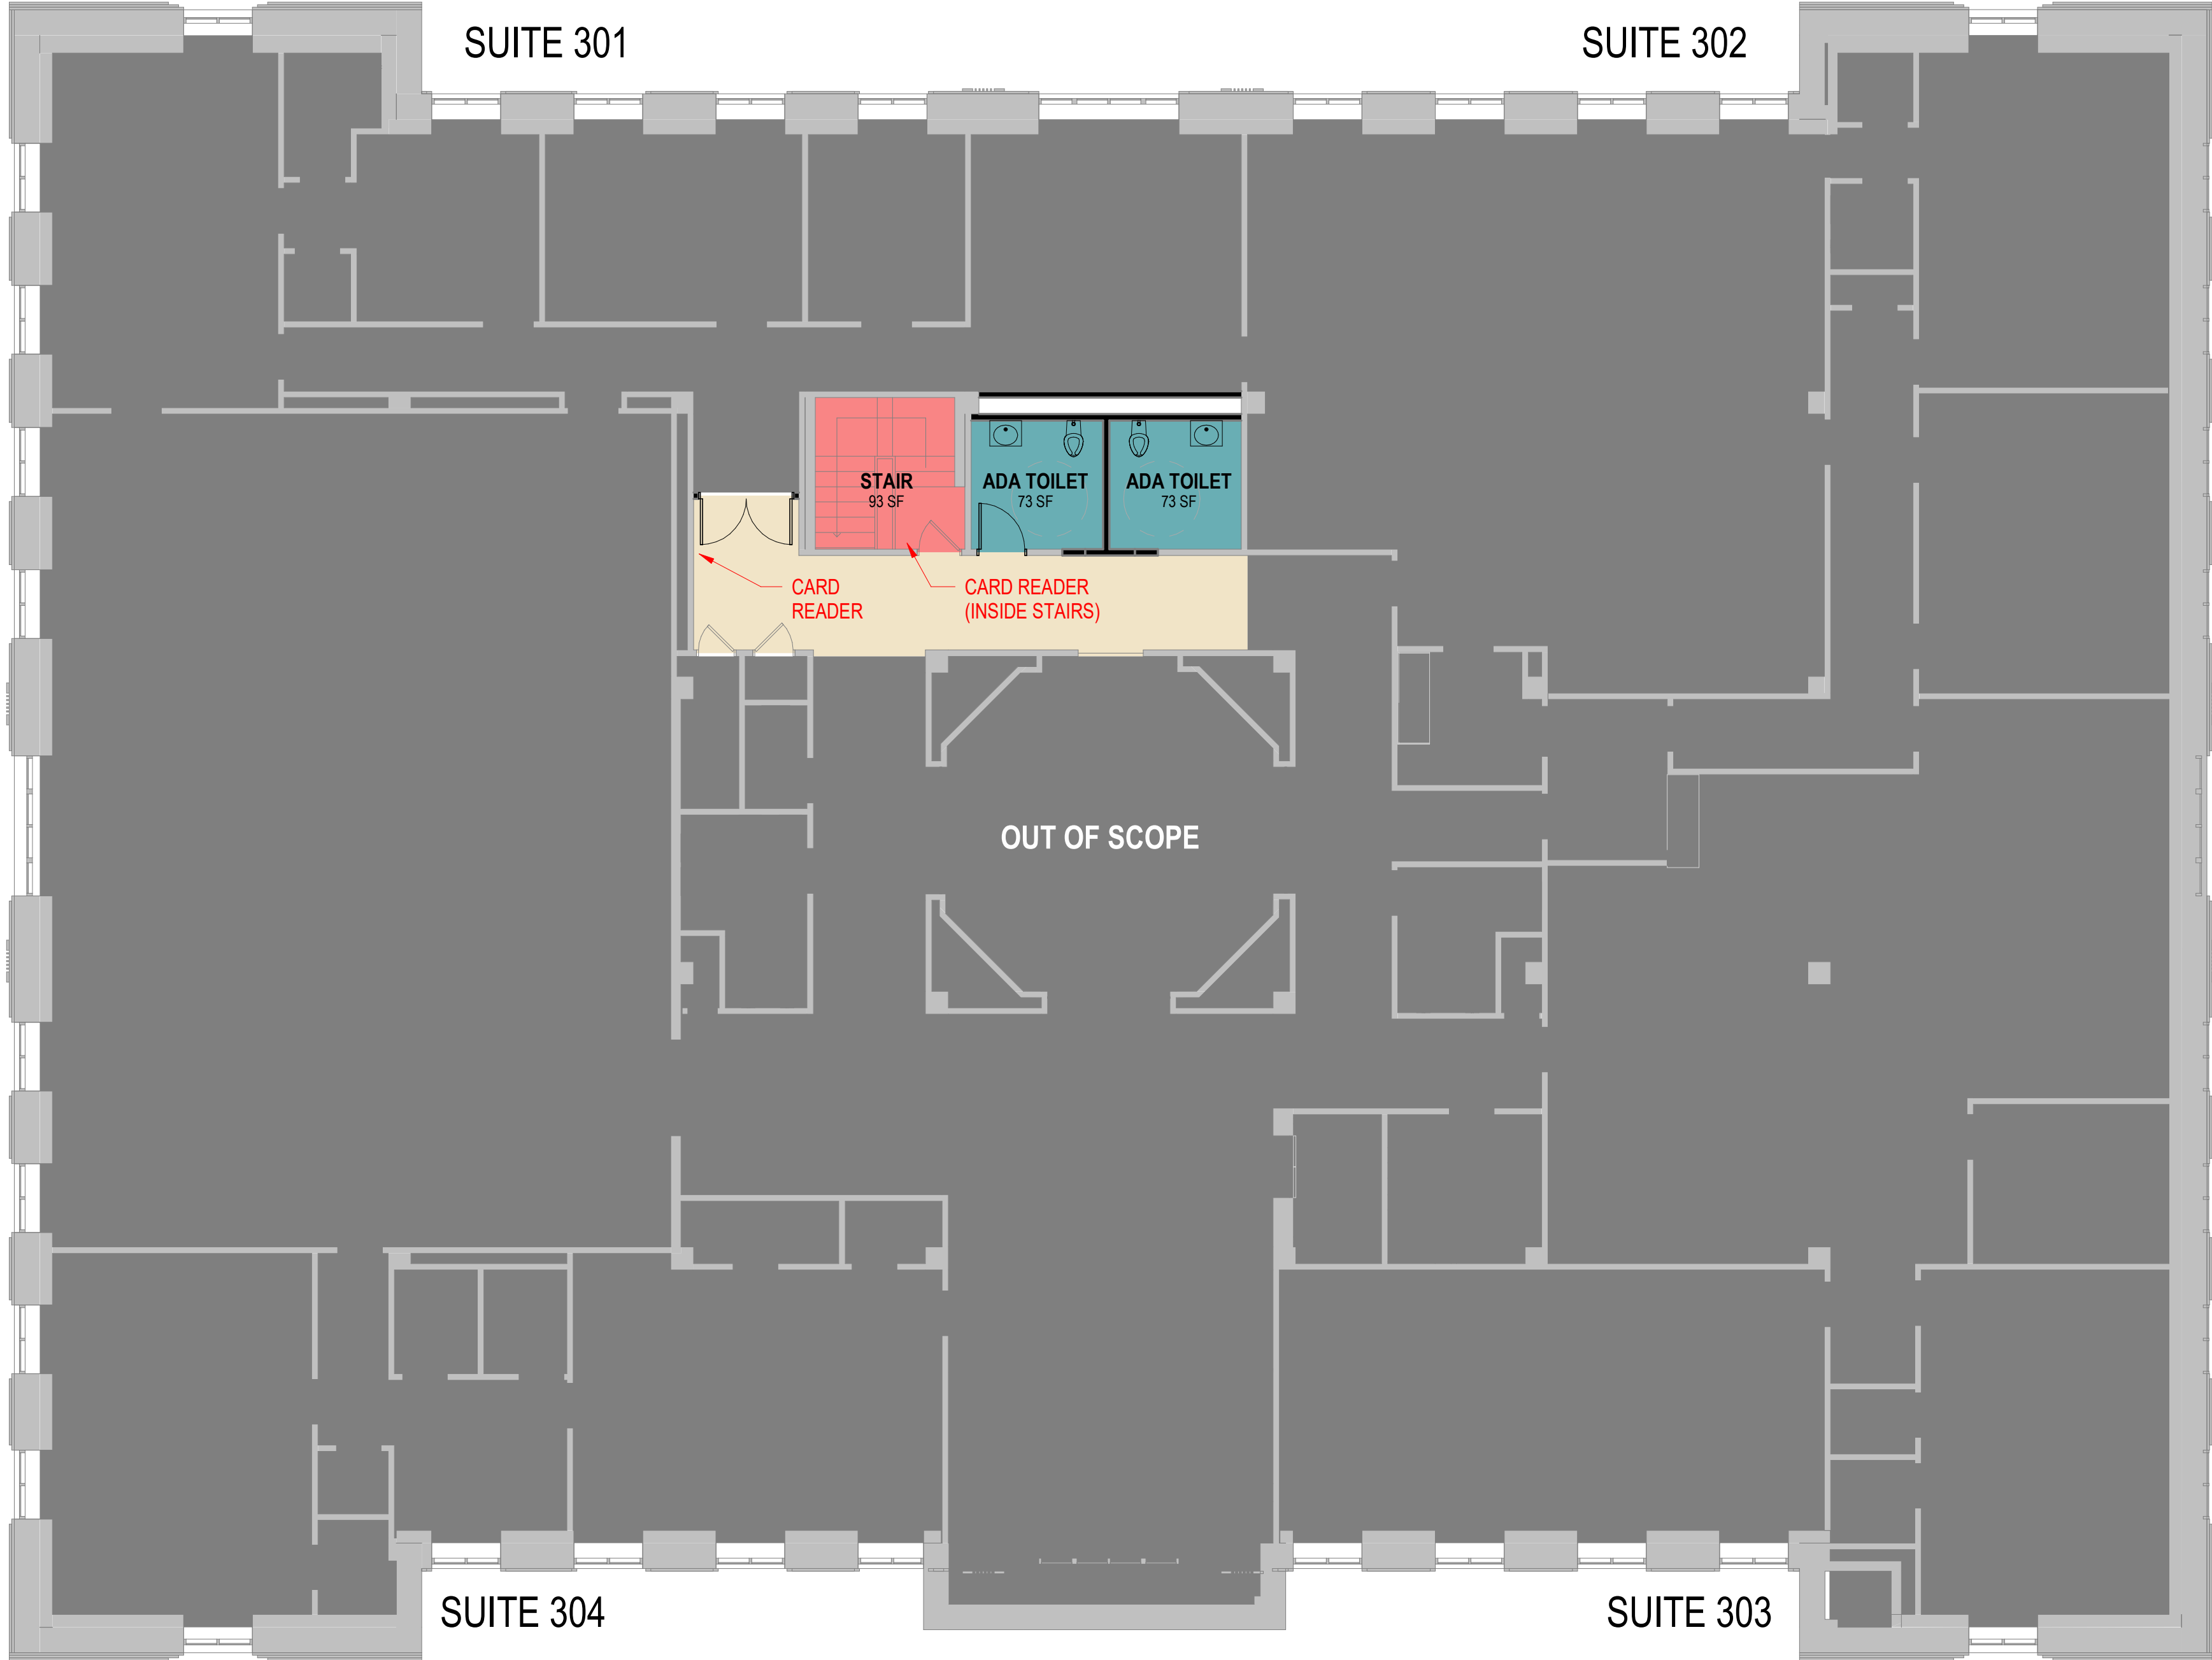 SUITE 301
SUITE 302
STAIR
93 SF
ADA TOILET
73 SF
ADA TOILET
73 SF
CARD
READER
CARD READER
(INSIDE STAIRS)
OUT OF SCOPE
SUITE 304
SUITE 303